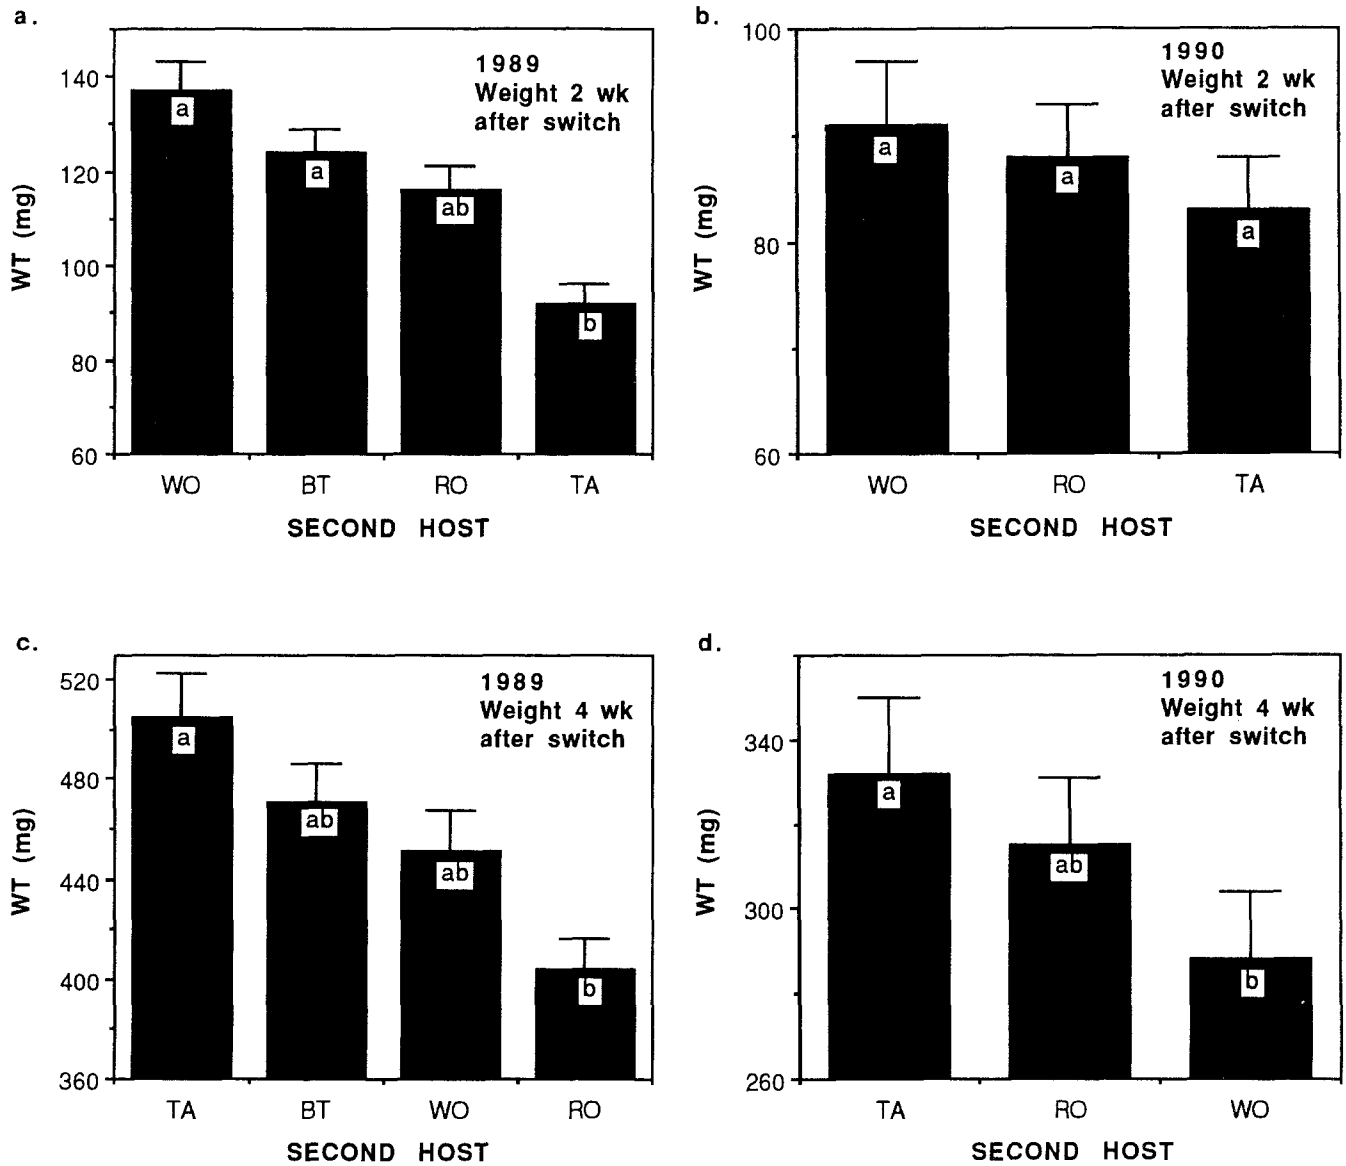 a.
1989
Weight 2 wk
after switch
WT (mg)
140
120
100
80
60
a
a
ab
b
WO BT RO TA
SECOND HOST
b.
1990
Weight 2 wk
after switch
WT (mg)
100
80
60
a
a
a
WO RO TA
SECOND HOST
c.
1989
Weight 4 wk
after switch
WT (mg)
520
480
440
400
360
a
ab
ab
b
TA BT WO RO
SECOND HOST
d.
1990
Weight 4 wk
after switch
WT (mg)
340
300
260
a
ab
b
TA RO WO
SECOND HOST